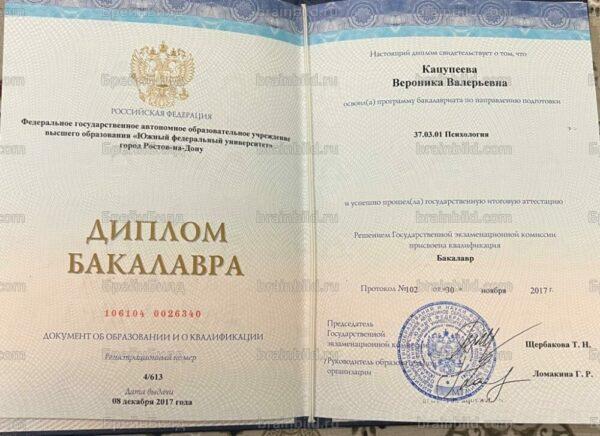 РОССИЙСКАЯ ФЕДЕРАЦИЯ
Федеральное государственное автономное образовательное учреждение
высшего образования «Южный федеральный университет»
город Ростов-на-Дону
ДИПЛОМ
БАКАЛАВРА
106104 0026340
ДОКУМЕНТ ОБ ОБРАЗОВАНИИ И О КВАЛИФИКАЦИИ
Регистрационный номер
4/613
Дата выдачи
08 декабря 2017 года
Настоящий диплом свидетельствует о том, что
Кацупеева
Вероника Валерьевна
освоил(а) программу бакалавриата по направлению подготовки
37.03.01 Психология
и успешно прошел(ла) государственную итоговую аттестацию
Решением Государственной экзаменационной комиссии
присвоена квалификация
Бакалавр
Протокол №102 от «30» ноября 2017 г.
Председатель
Государственной
экзаменационной
Щербакова Т. Н.
Руководитель образовательной
организации
Ломакина Г. Р.
brainbild.ru
БрейнБилд
brainbild.com